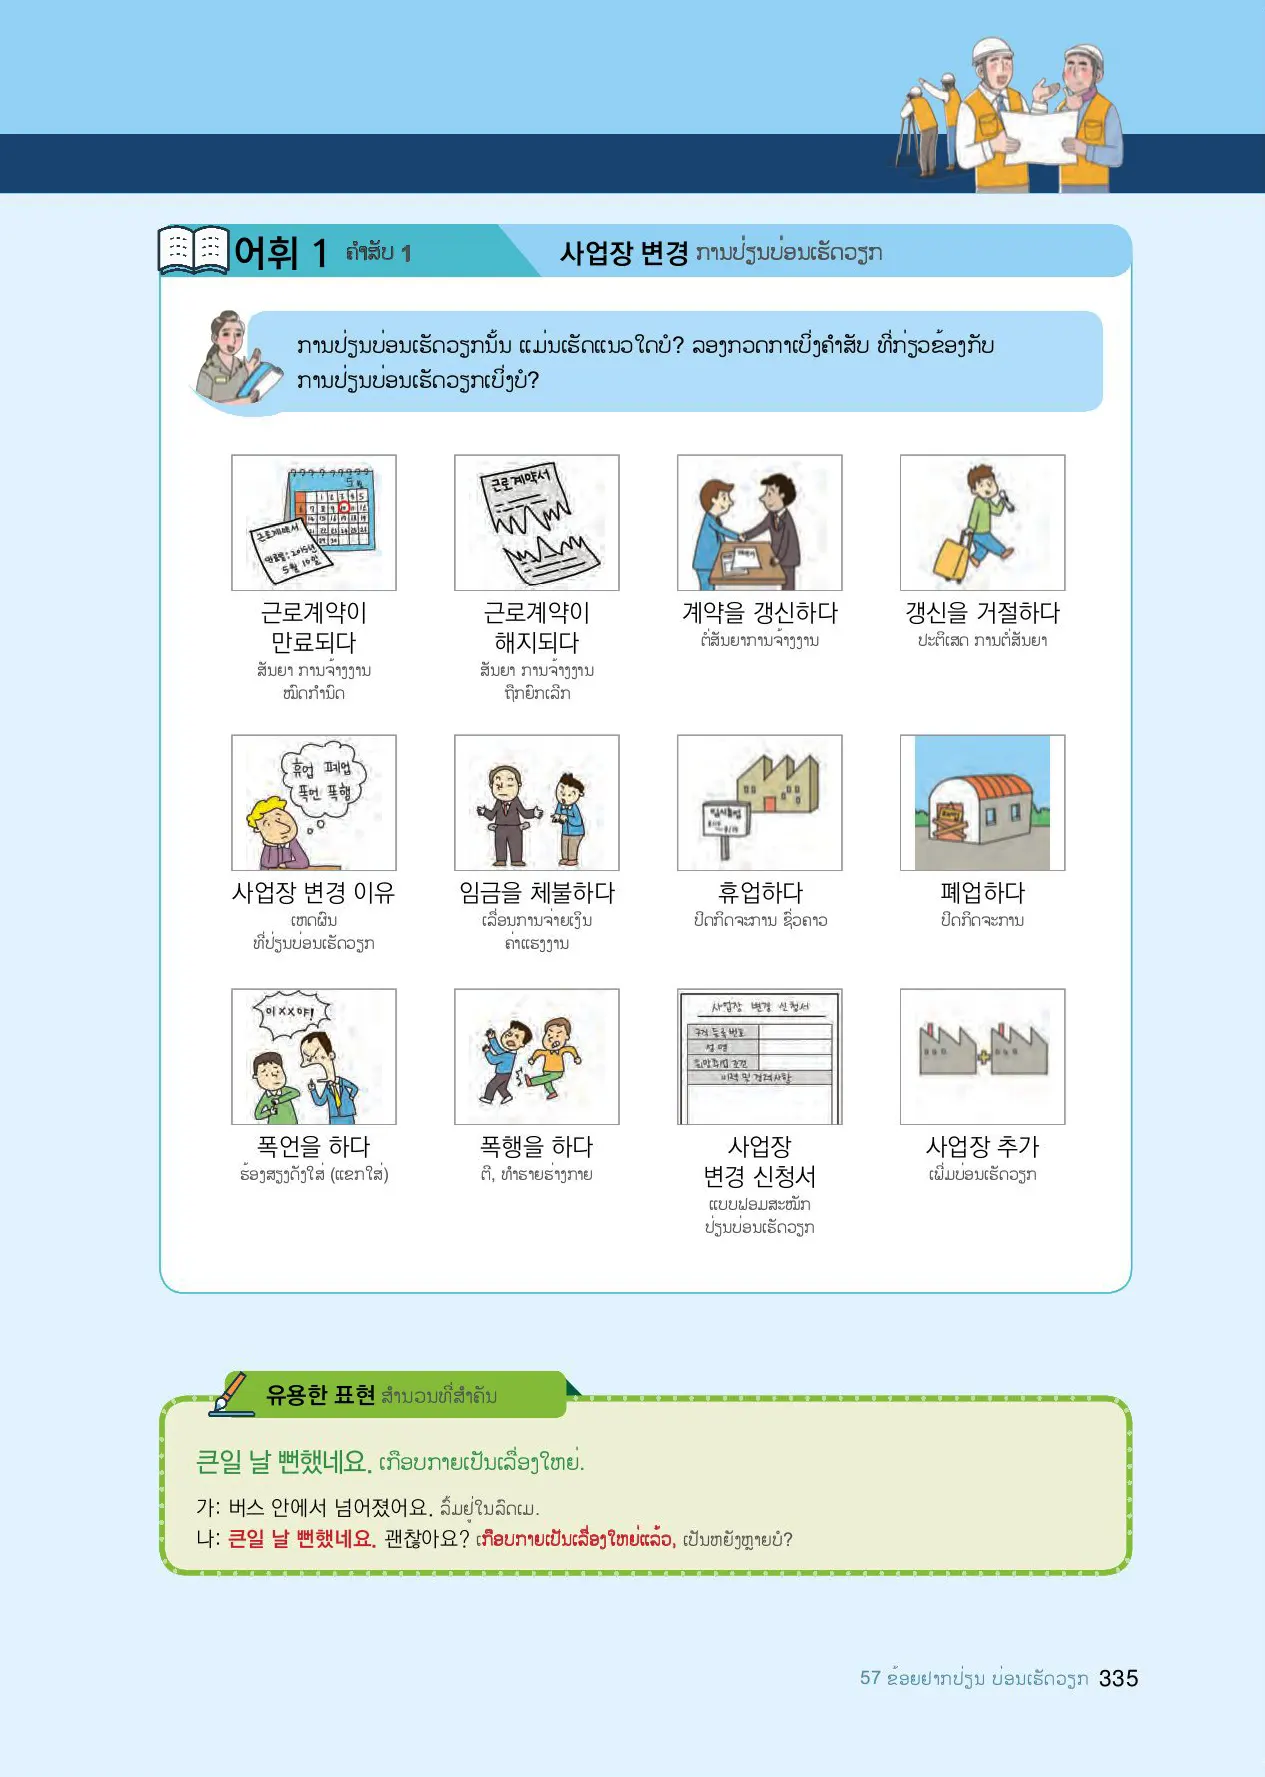 어휘 1 ຄຳສັບ 1
사업장 변경 ການປ່ຽນບ່ອນເຮັດວຽກ
ການປ່ຽນບ່ອນເຮັດວຽກນັ້ນ ແມ່ນເຮັດແນວໃດບໍ? ລອງກວດກາເບິ່ງຄຳສັບ ທີ່ກ່ຽວຂ້ອງກັບ
ການປ່ຽນບ່ອນເຮັດວຽກເບິ່ງບໍ?
근로계약서
만료일: 2015년
5월 10일
근로계약서
근로계약이
만료되다
ສັນຍາ ການຈ້າງງານ
ໝົດກຳນົດ
근로계약이
해지되다
ສັນຍາ ການຈ້າງງານ
ຖືກຍົກເລີກ
계약을 갱신하다
ຕໍ່ສັນຍາການຈ້າງງານ
갱신을 거절하다
ປະຕິເສດ ການຕໍ່ສັນຍາ
휴업 폐업
폭언 폭행
임시휴업
사업장 변경 이유
ເຫດຜົນ
ທີ່ປ່ຽນບ່ອນເຮັດວຽກ
임금을 체불하다
ເລື່ອນການຈ່າຍເງິນ
ຄ່າແຮງງານ
휴업하다
ປິດກິດຈະການ ຊົ່ວຄາວ
폐업하다
ປິດກິດຈະການ
이XX야!
사업장 변경 신청서
성명
희망취업 조건
이직 및 경력사항
폭언을 하다
ຮ້ອງສຽງດັງໃສ່ (ແຂກໃສ່)
폭행을 하다
ຕີ, ທຳຮາຍຮ່າງກາຍ
사업장
변경 신청서
ແບບຟອມສະໝັກ
ປ່ຽນບ່ອນເຮັດວຽກ
사업장 추가
ເພີ່ມບ່ອນເຮັດວຽກ
유용한 표현 ສຳນວນທີ່ສຳຄັນ
큰일 날 뻔했네요. ເກືອບກາຍເປັນເລື່ອງໃຫຍ່.
가: 버스 안에서 넘어졌어요. ລົ້ມຢູ່ໃນລົດເມ.
나: 큰일 날 뻔했네요. 괜찮아요? ເກືອບກາຍເປັນເລື່ອງໃຫຍ່ແລ້ວ, ເປັນຫຍັງຫຼາຍບໍ?
57 ຂ້ອຍຢາກປ່ຽນ ບ່ອນເຮັດວຽກ 335